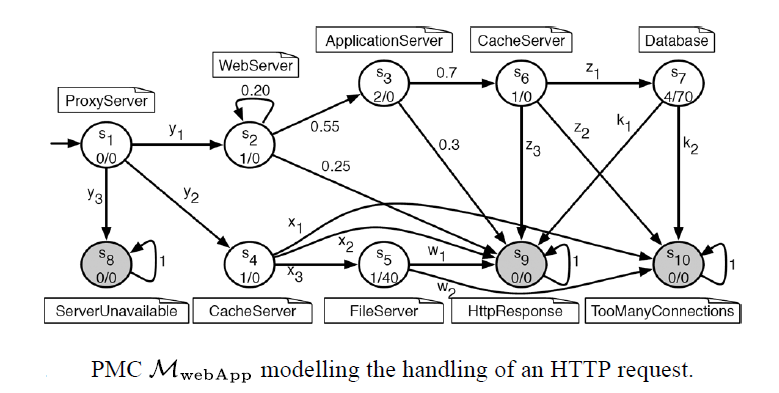 ApplicationServer CacheServer Database
WebServer
0.20
ProxyServer
s₃ 2/0
0.7
s₆ 1/0
z₁
s₇ 4/70
s₁ 0/0
y₁
s₂ 1/0
0.55
0.3
z₂
k₁
z₃
k₂
0.25
y₃
y₂
x₁
x₂
s₈ 0/0
1
s₄ 1/0
x₃
s₅ 1/40
w₁
w₂
s₉ 0/0
1
s₁₀ 0/0
1
ServerUnavailable CacheServer FileServer HttpResponse TooManyConnections
PMC 𝓜webApp modelling the handling of an HTTP request.